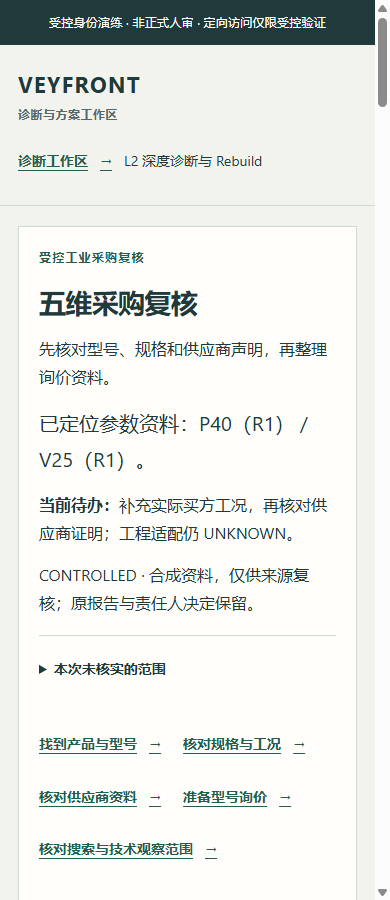 受控身份演练 · 非正式人审 · 定向访问仅限受控验证
VEYFRONT
诊断与方案工作区
诊断工作区 → L2 深度诊断与 Rebuild
受控工业采购复核
五维采购复核
先核对型号、规格和供应商声明，再整理
询价资料。
已定位参数资料：P40（R1） /
V25（R1）。
当前待办：补充实际买方工况，再核对供
应商证明；工程适配仍 UNKNOWN。
CONTROLLED · 合成资料，仅供来源复
核；原报告与责任人决定保留。
▶ 本次未核实的范围
找到产品与型号 → 核对规格与工况 →
核对供应商资料 → 准备型号询价 →
核对搜索与技术观察范围 →